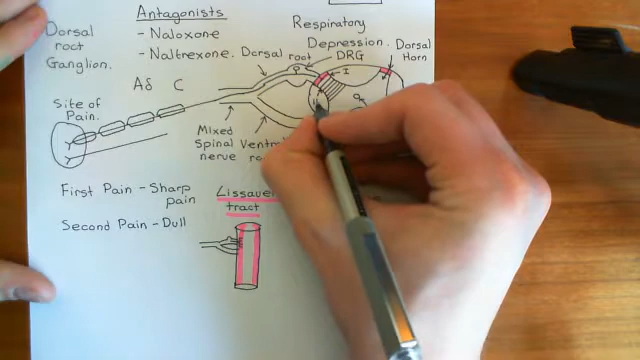 Antagonists
- Naloxone
- Naltrexone.
Respiratory
Depression.
Dorsal
root
Ganglion.
Dorsal root
DRG
Dorsal
Horn
Aδ C
I
Site of
Pain.
Mixed
Spinal
nerve
First Pain - Sharp
pain
Second Pain - Dull
tract